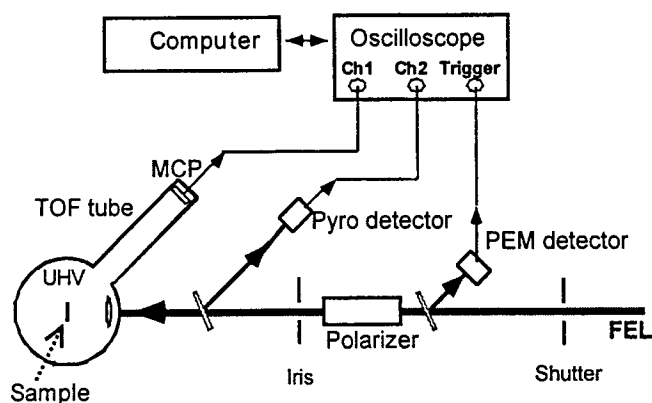 Computer
Oscilloscope
Ch1 Ch2 Trigger
MCP
TOF tube
Pyro detector
PEM detector
UHV
Polarizer
FEL
Sample
Iris
Shutter